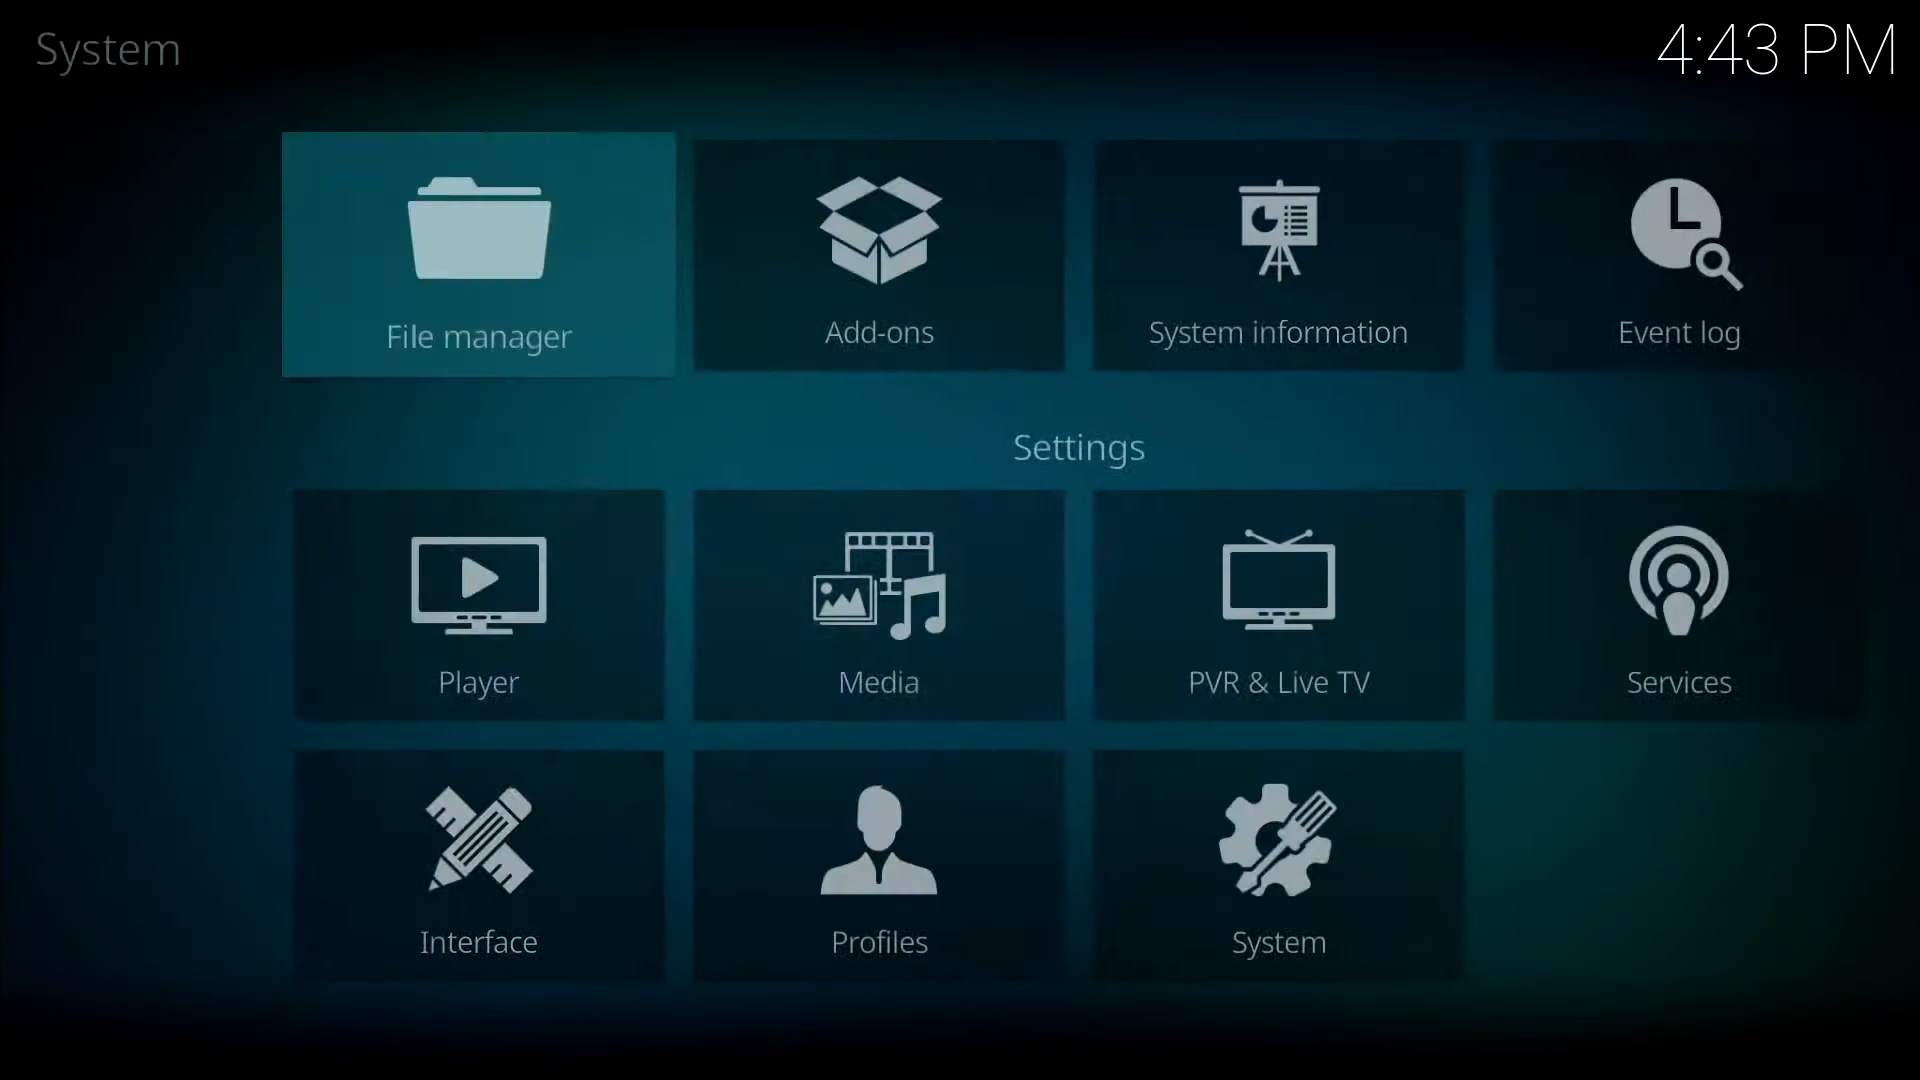 System
4:43 PM
File manager
Add-ons
System information
Event log
Settings
Player
Media
PVR & Live TV
Services
Interface
Profiles
System